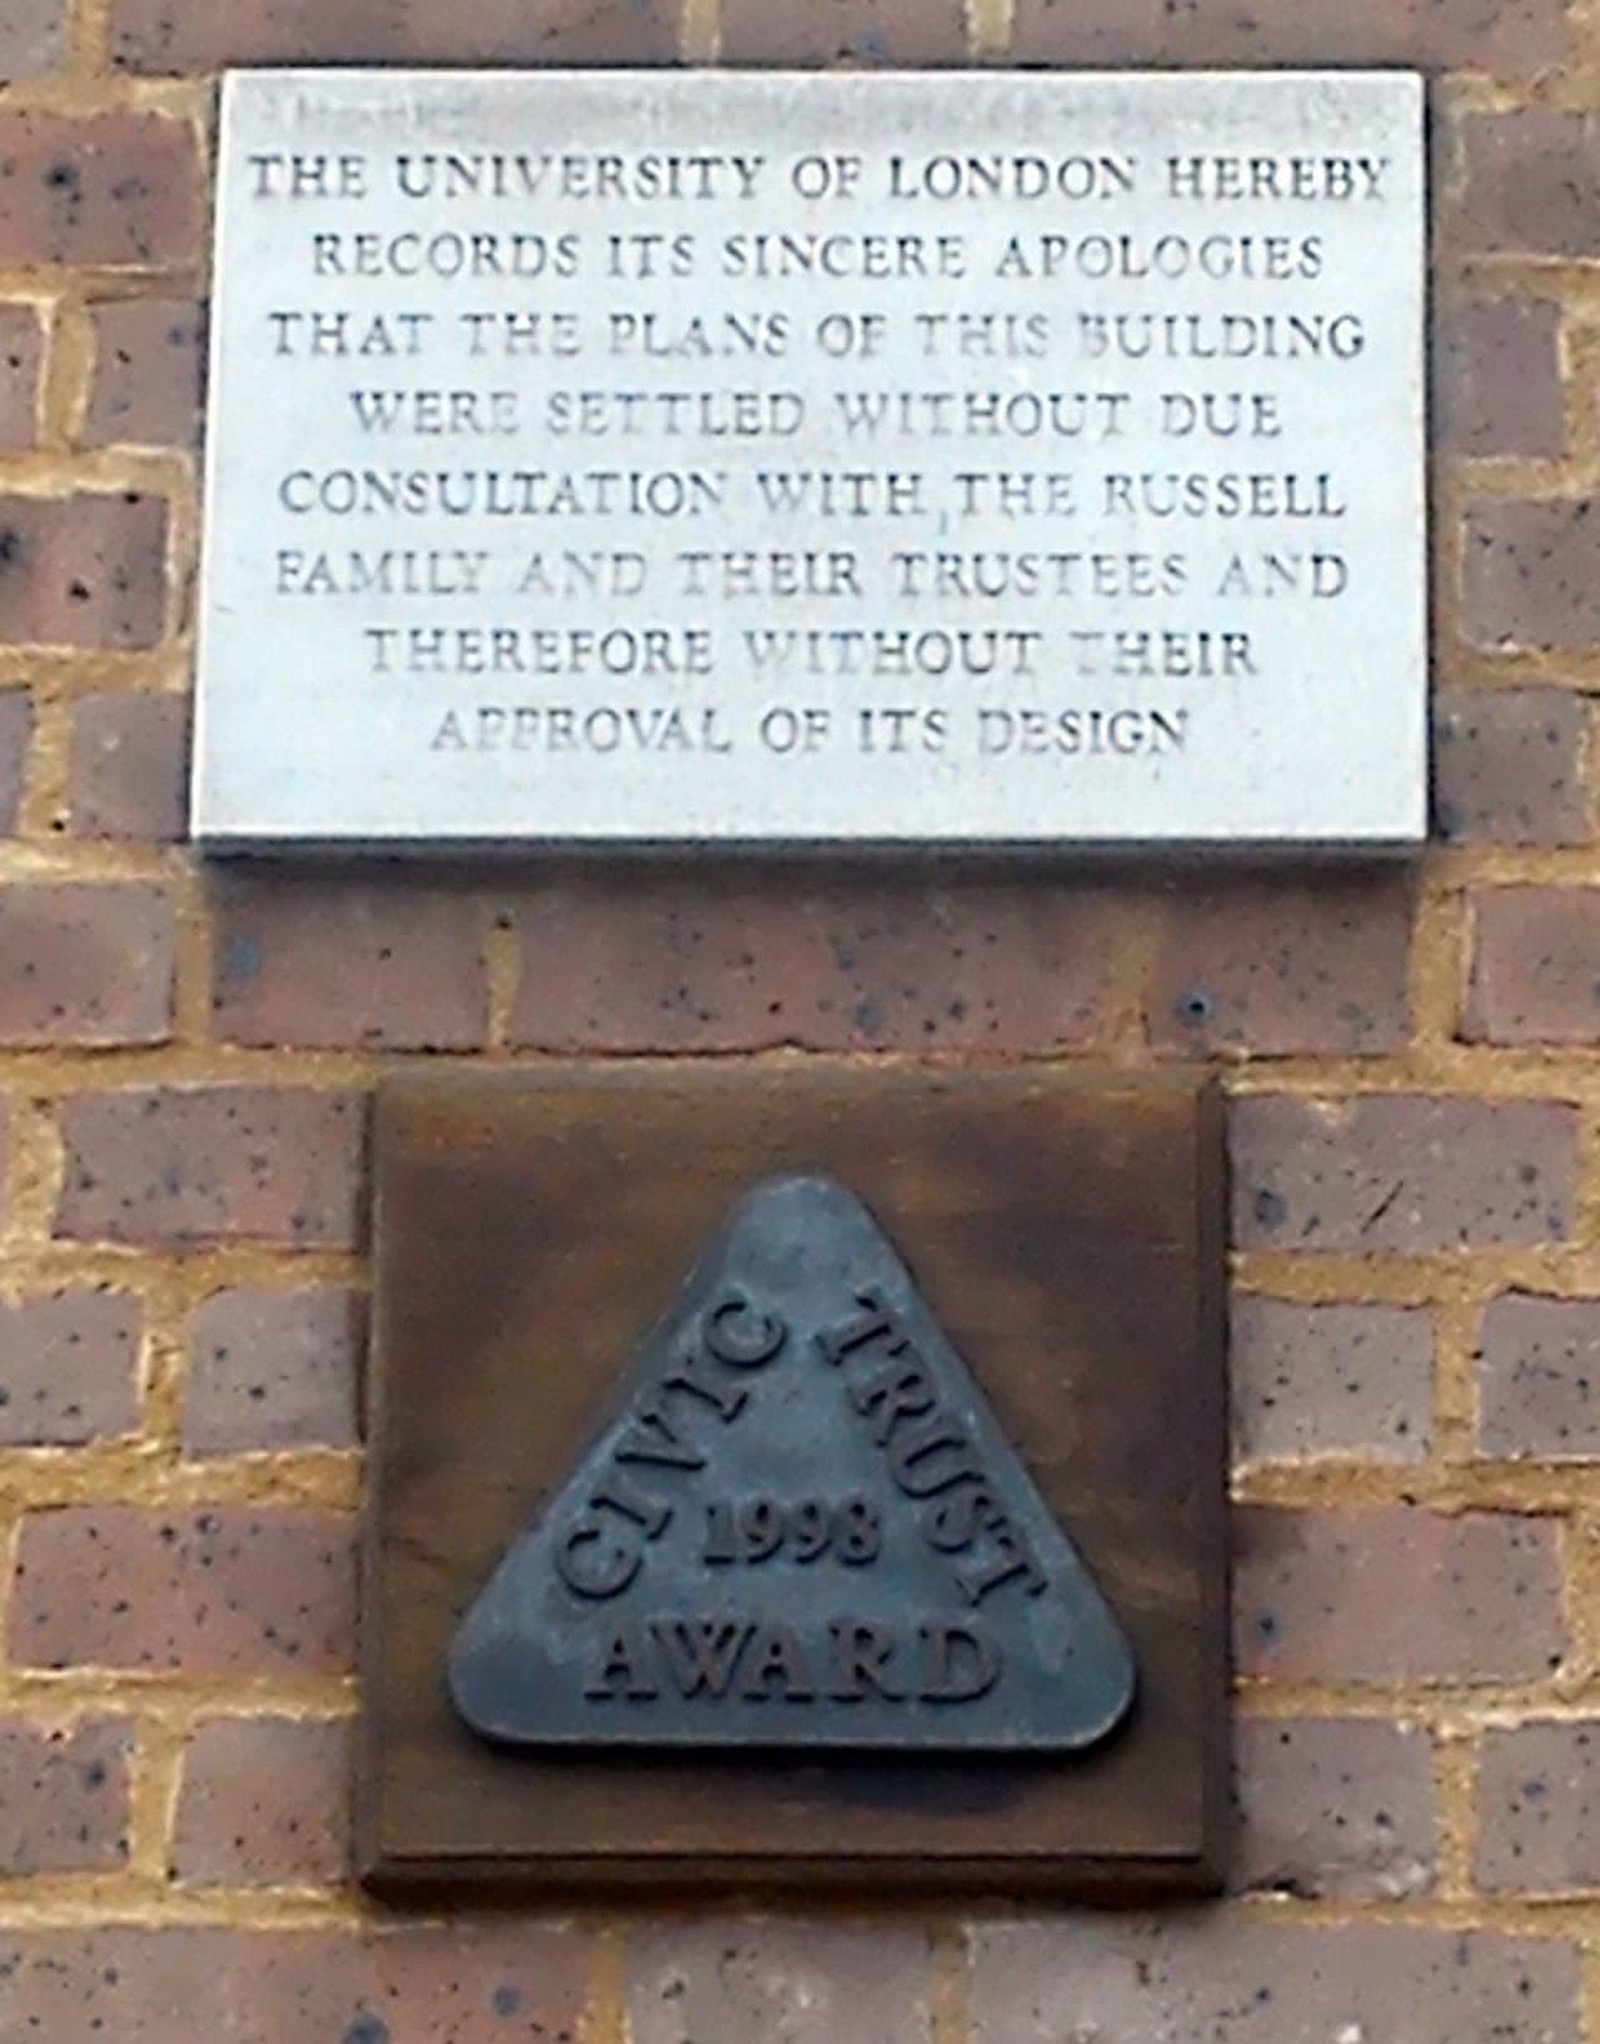 THE UNIVERSITY OF LONDON HEREBY
RECORDS ITS SINCERE APOLOGIES
THAT THE PLANS OF THIS BUILDING
WERE SETTLED WITHOUT DUE
CONSULTATION WITH THE RUSSELL
FAMILY AND THEIR TRUSTEES AND
THEREFORE WITHOUT THEIR
APPROVAL OF ITS DESIGN
CIVIC TRUST
1998
AWARD